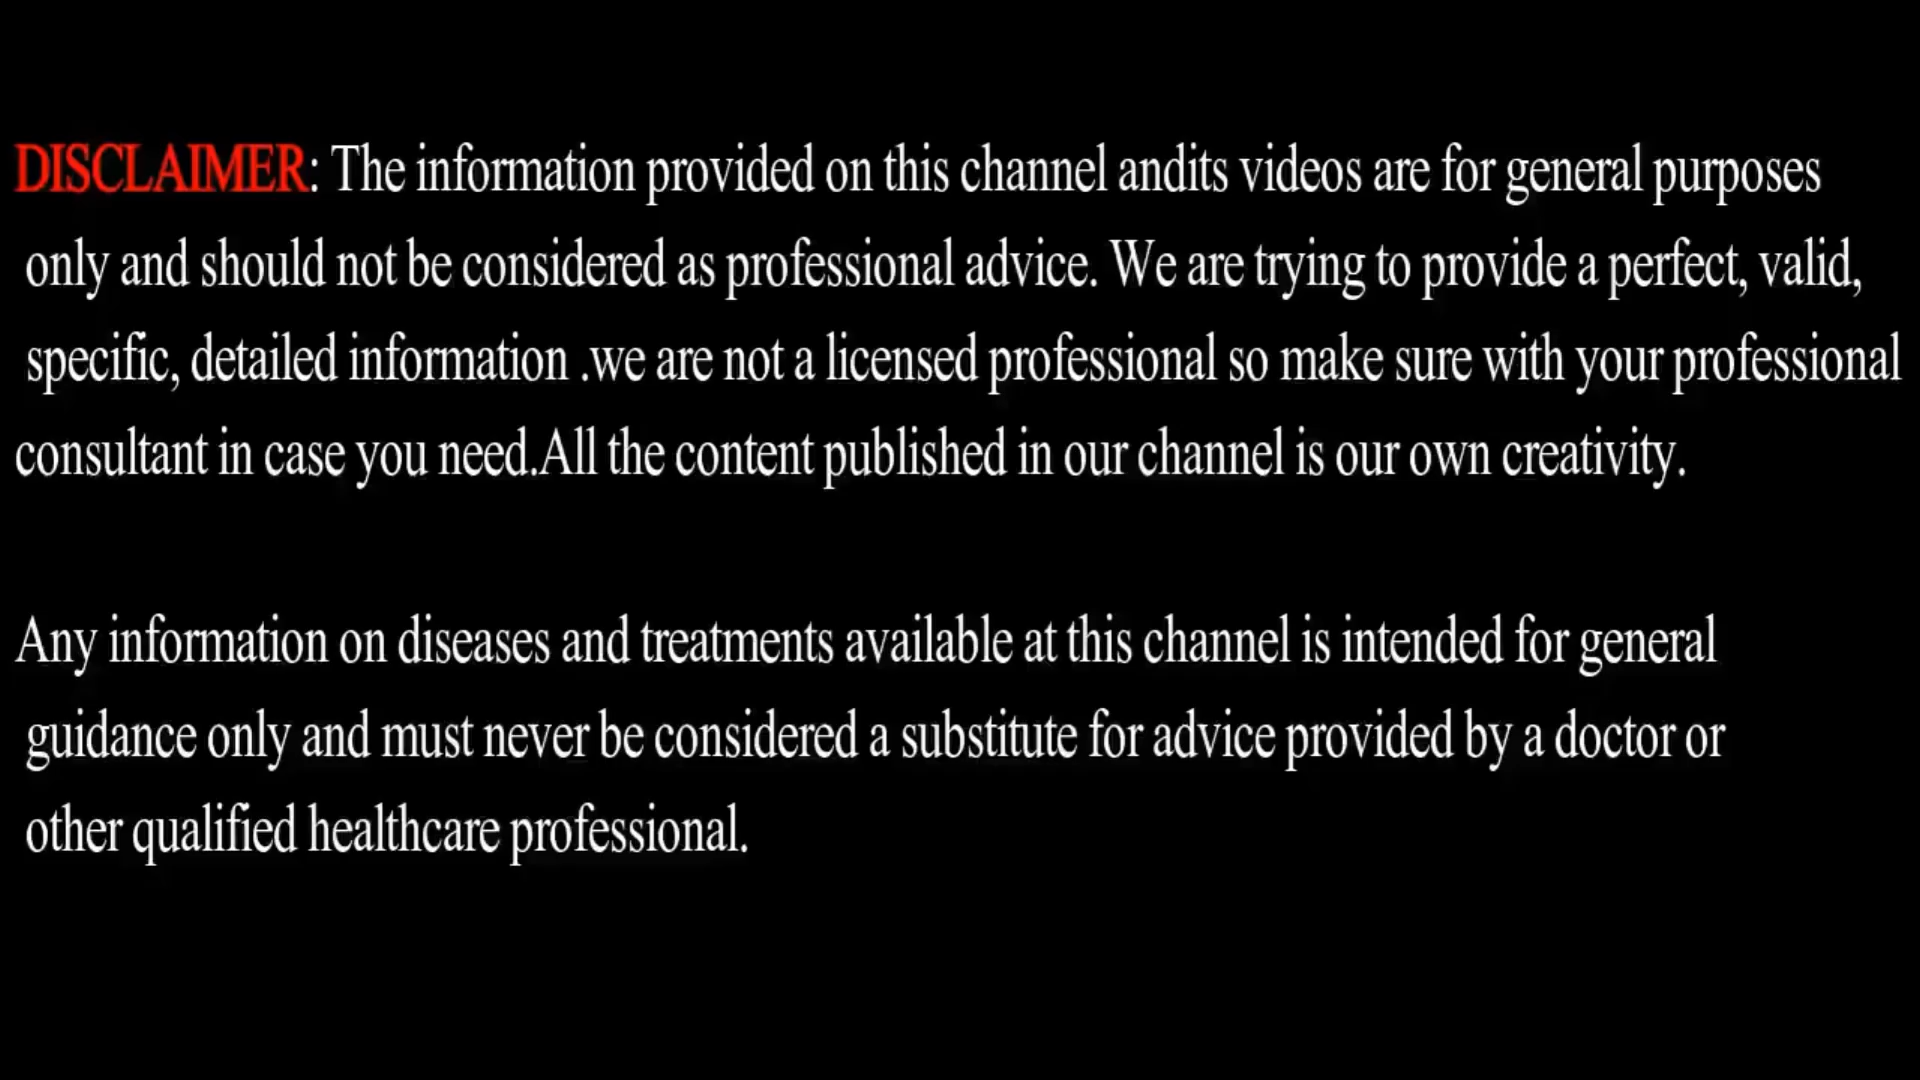 DISCLAIMER: The information provided on this channel andits videos are for general purposes
only and should not be considered as professional advice. We are trying to provide a perfect, valid,
specific, detailed information .we are not a licensed professional so make sure with your professional
consultant in case you need.All the content published in our channel is our own creativity.
Any information on diseases and treatments available at this channel is intended for general
guidance only and must never be considered a substitute for advice provided by a doctor or
other qualified healthcare professional.